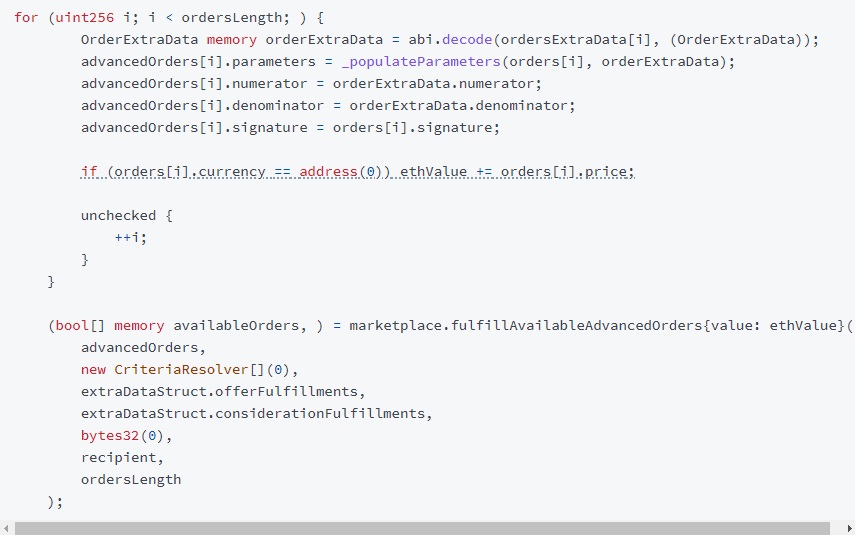 for (uint256 i; i < ordersLength; ) {
OrderExtraData memory orderExtraData = abi.decode(ordersExtraData[i], (OrderExtraData));
advancedOrders[i].parameters = _populateParameters(orders[i], orderExtraData);
advancedOrders[i].numerator = orderExtraData.numerator;
advancedOrders[i].denominator = orderExtraData.denominator;
advancedOrders[i].signature = orders[i].signature;
if (orders[i].currency == address(0)) ethValue += orders[i].price;
unchecked {
++i;
}
}
(bool[] memory availableOrders, ) = marketplace.fulfillAvailableAdvancedOrders{value: ethValue}(
advancedOrders,
new CriteriaResolver[](0),
extraDataStruct.offerFulfillments,
extraDataStruct.considerationFulfillments,
bytes32(0),
recipient,
ordersLength
);